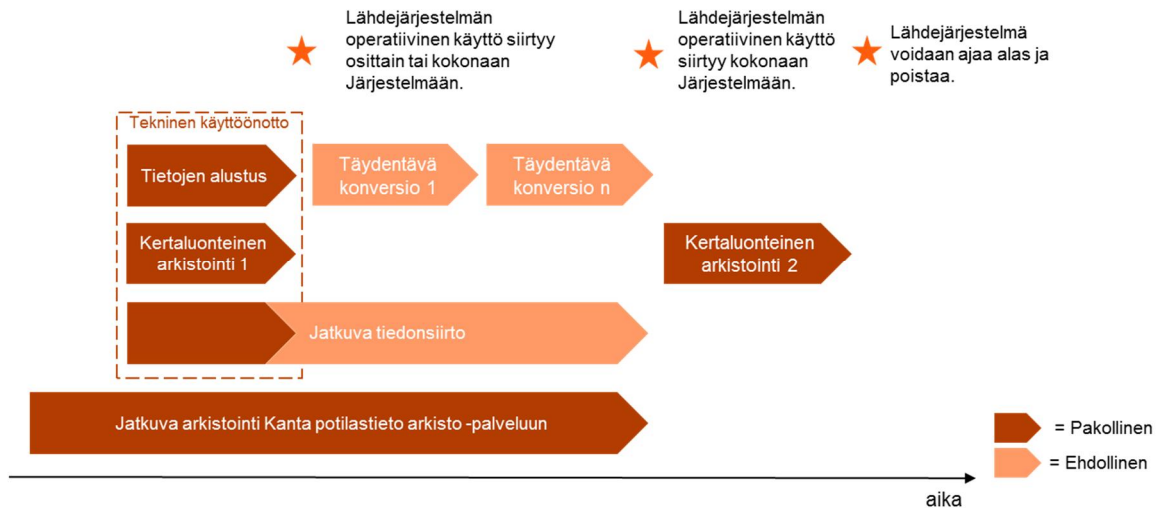 Lähdejärjestelmän
operatiivinen käyttö siirtyy
osittain tai kokonaan
Järjestelmään.
Lähdejärjestelmän
operatiivinen käyttö
siirtyy kokonaan
Järjestelmään.
Lähdejärjestelmä
voidaan ajaa alas ja
poistaa.
Tekninen käyttöönotto
Tietojen alustus
Täydentävä
konversio 1
Täydentävä
konversio n
Kertaluonteinen
arkistointi 1
Kertaluonteinen
arkistointi 2
Jatkuva tiedonsiirto
Jatkuva arkistointi Kanta potilastieto arkisto -palveluun
= Pakollinen
= Ehdollinen
aika